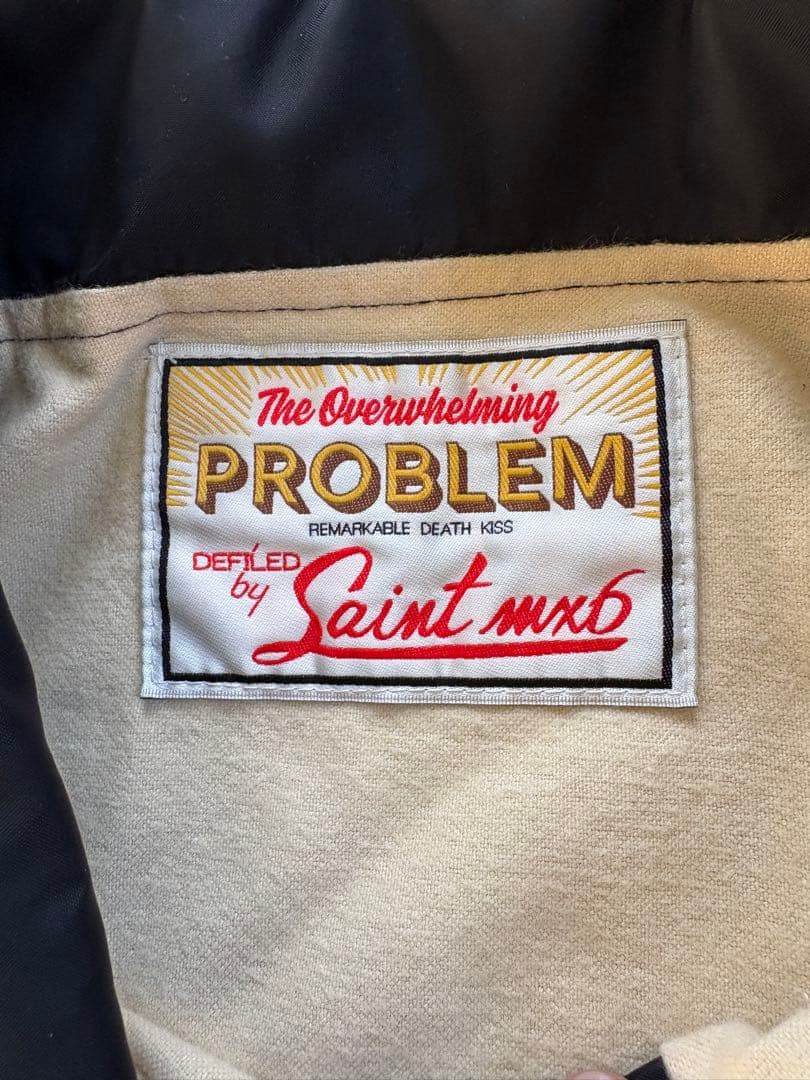 The Overwhelming
PROBLEM
REMARKABLE DEATH KISS
DEFILED
by
Saint mx6